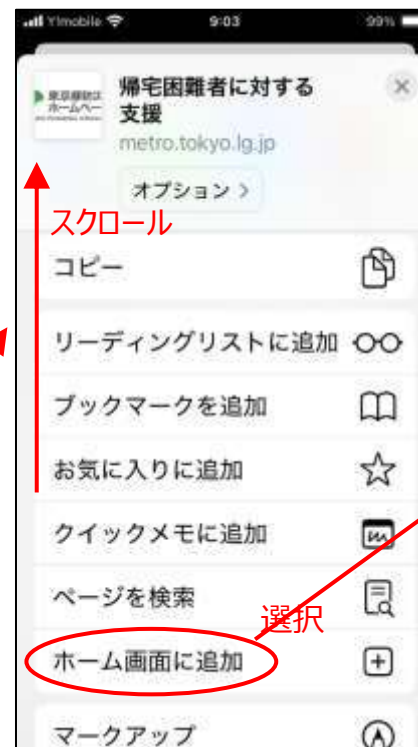 Y!mobile 9:03 99%
帰宅困難者に対する
支援
metro.tokyo.lg.jp
オプション >
スクロール
コピー
リーディングリストに追加
ブックマークを追加
お気に入りに追加
クイックメモに追加
ページを検索
選択
ホーム画面に追加
マークアップ